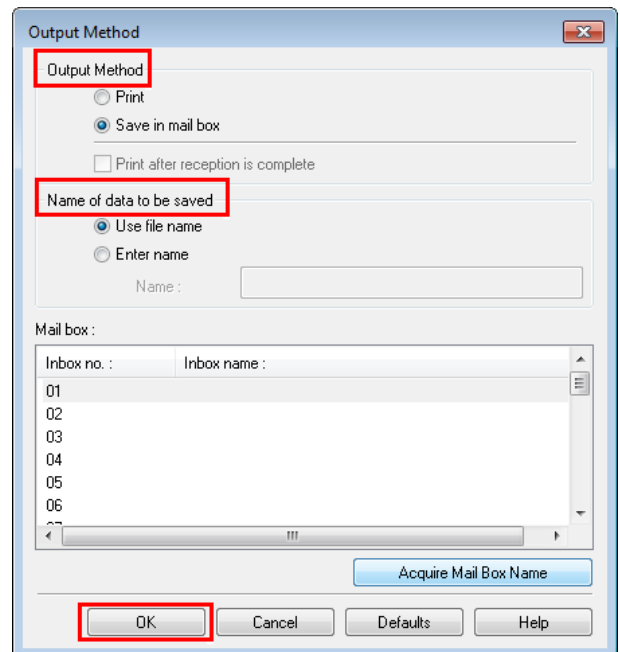 Output Method
Output Method
Print
Save in mail box
Print after reception is complete
Name of data to be saved
Use file name
Enter name
Name :
Mail box :
Inbox no. : Inbox name :
01
02
03
04
05
06
Acquire Mail Box Name
OK Cancel Defaults Help